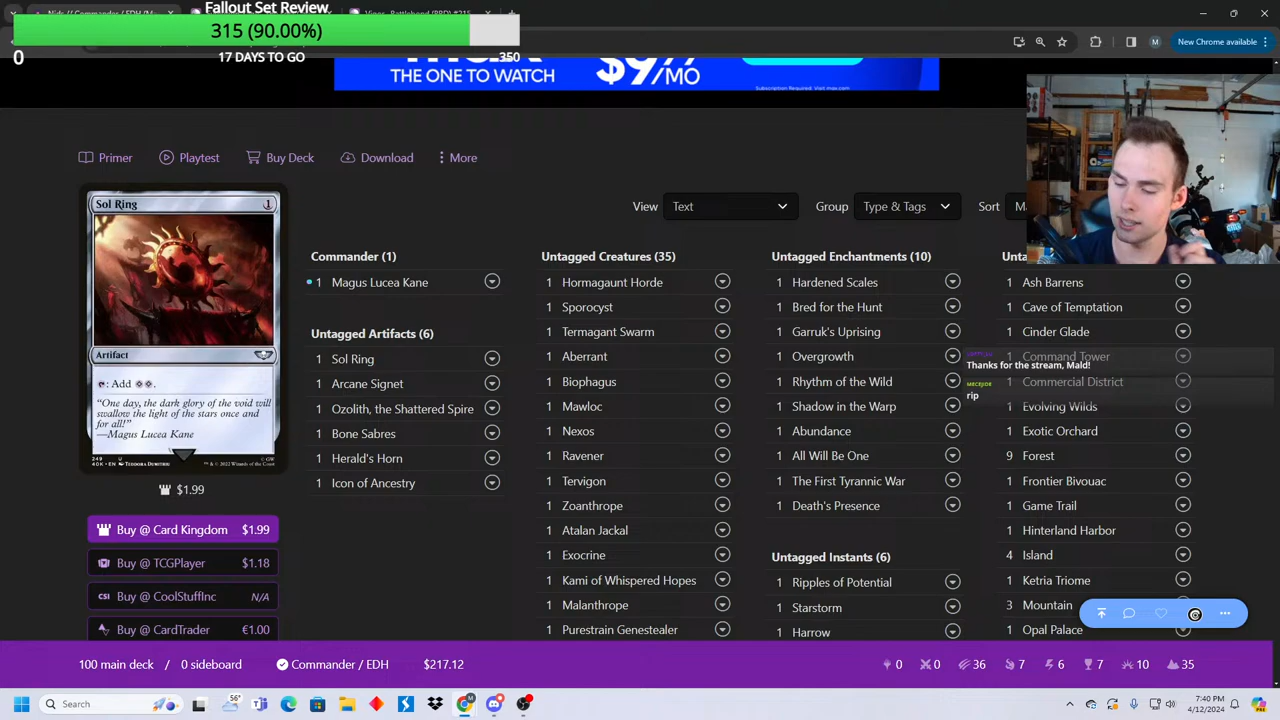 Fallout Set Review
315 (90.00%)
0
17 DAYS TO GO
350
New Chrome available
THE ONE TO WATCH
/MO
Subscription Required. Visit max.com.
Primer
Playtest
Buy Deck
Download
More
View
Text
Group
Type & Tags
Sort
Sol Ring
1
Artifact
: Add
"One day, the dark glory of the void will
swallow the light of the stars once and
for all!"
—Magus Lucea Kane
$1.99
Buy @ Card Kingdom $1.99
Buy @ TCGPlayer $1.18
CSI Buy @ CoolStuffInc N/A
Buy @ CardTrader €1.00
Commander (1)
1 Magus Lucea Kane
Untagged Artifacts (6)
1 Sol Ring
1 Arcane Signet
1 Ozolith, the Shattered Spire
1 Bone Sabres
1 Herald's Horn
1 Icon of Ancestry
Untagged Creatures (35)
1 Hormagaunt Horde
1 Sporocyst
1 Termagant Swarm
1 Aberrant
1 Biophagus
1 Mawloc
1 Nexos
1 Ravener
1 Tervigon
1 Zoanthrope
1 Atalan Jackal
1 Exocrine
1 Kami of Whispered Hopes
1 Malanthrope
1 Purestrain Genestealer
Untagged Enchantments (10)
1 Hardened Scales
1 Bred for the Hunt
1 Garruk's Uprising
1 Overgrowth
1 Rhythm of the Wild
1 Shadow in the Warp
1 Abundance
1 All Will Be One
1 The First Tyrannic War
1 Death's Presence
Untagged Instants (6)
1 Ripples of Potential
1 Starstorm
1 Harrow
1 Ash Barrens
1 Cave of Temptation
1 Cinder Glade
1 Command Tower
1 Commercial District
1 Evolving Wilds
1 Exotic Orchard
9 Forest
1 Frontier Bivouac
1 Game Trail
1 Hinterland Harbor
4 Island
1 Ketria Triome
3 Mountain
1 Opal Palace
Thanks for the stream, Mald!
rip
100 main deck / 0 sideboard
Commander / EDH
$217.12
0
0
36
7
6
7
10
35
Search
56°
7:40 PM
4/12/2024